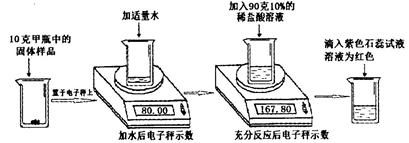 10克甲瓶中的
固体样品
置于电子秤上
加适量水
80.00
加水后电子秤示数
加入90克10%的
稀盐酸溶液
167.80
充分反应后电子秤示数
滴入紫色石蕊试液
溶液为红色